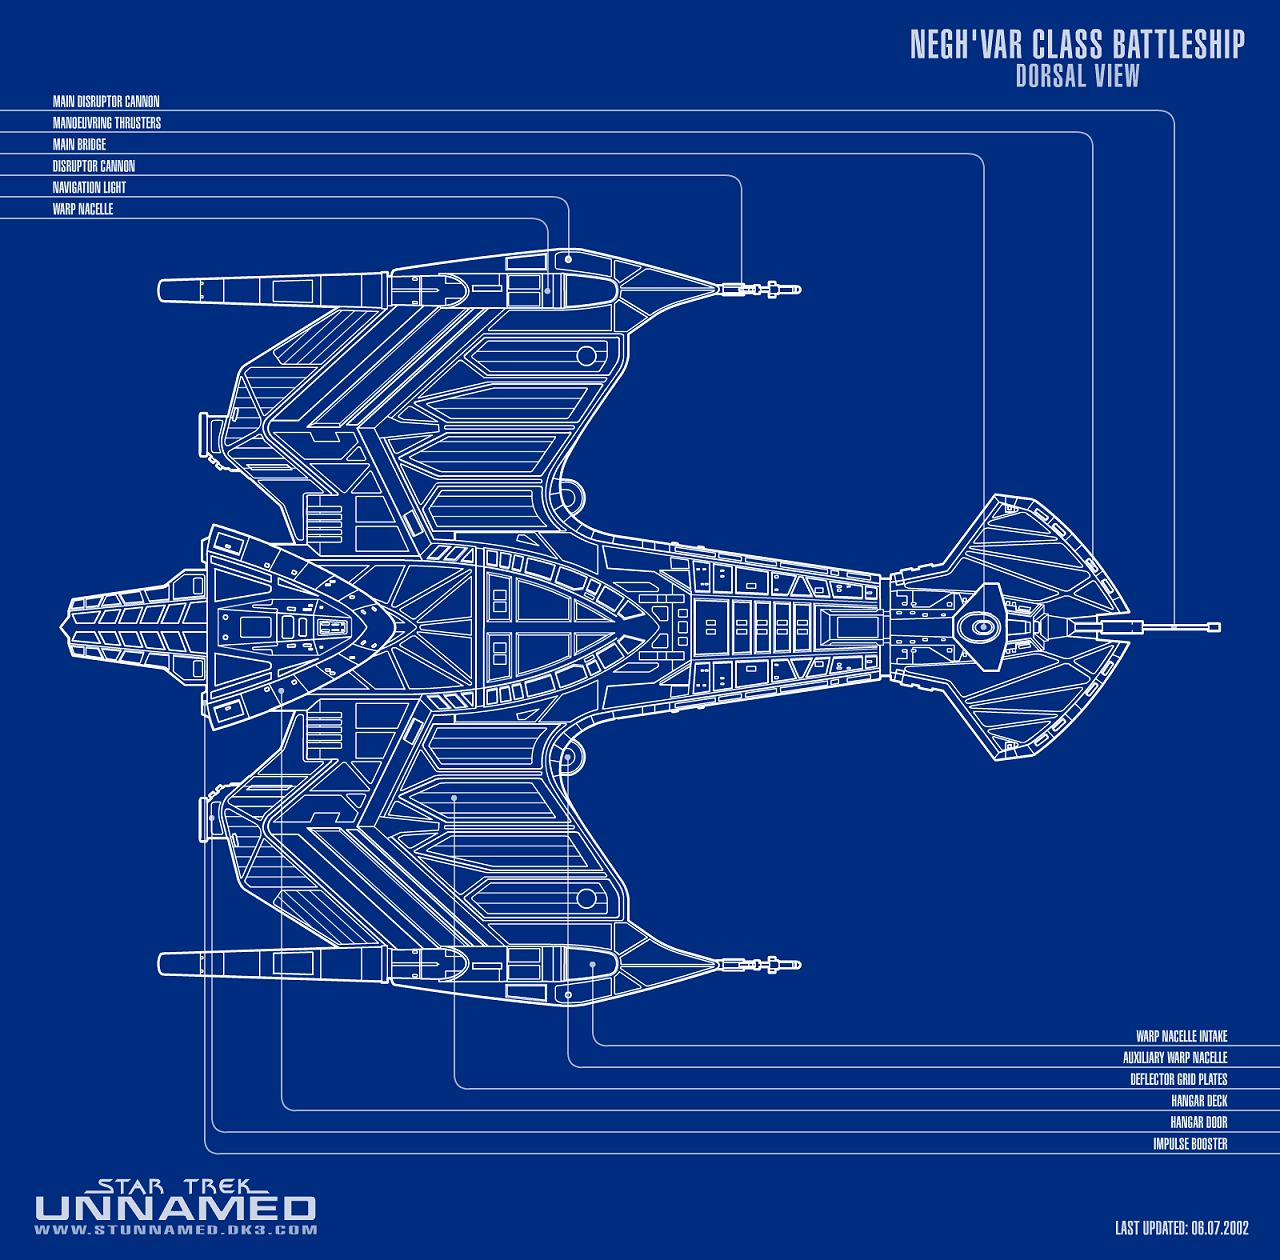 NEGH'VAR CLASS BATTLESHIP
DORSAL VIEW
MAIN DISRUPTOR CANNON
MANOEUVRING THRUSTERS
MAIN BRIDGE
DISRUPTOR CANNON
NAVIGATION LIGHT
WARP NACELLE
WARP NACELLE INTAKE
AUXILIARY WARP NACELLE
DEFLECTOR GRID PLATES
HANGAR DECK
HANGAR DOOR
IMPULSE BOOSTER
STAR TREK
UNNAMED
WWW.STUNNAMED.DK3.COM
LAST UPDATED: 06.07.2002